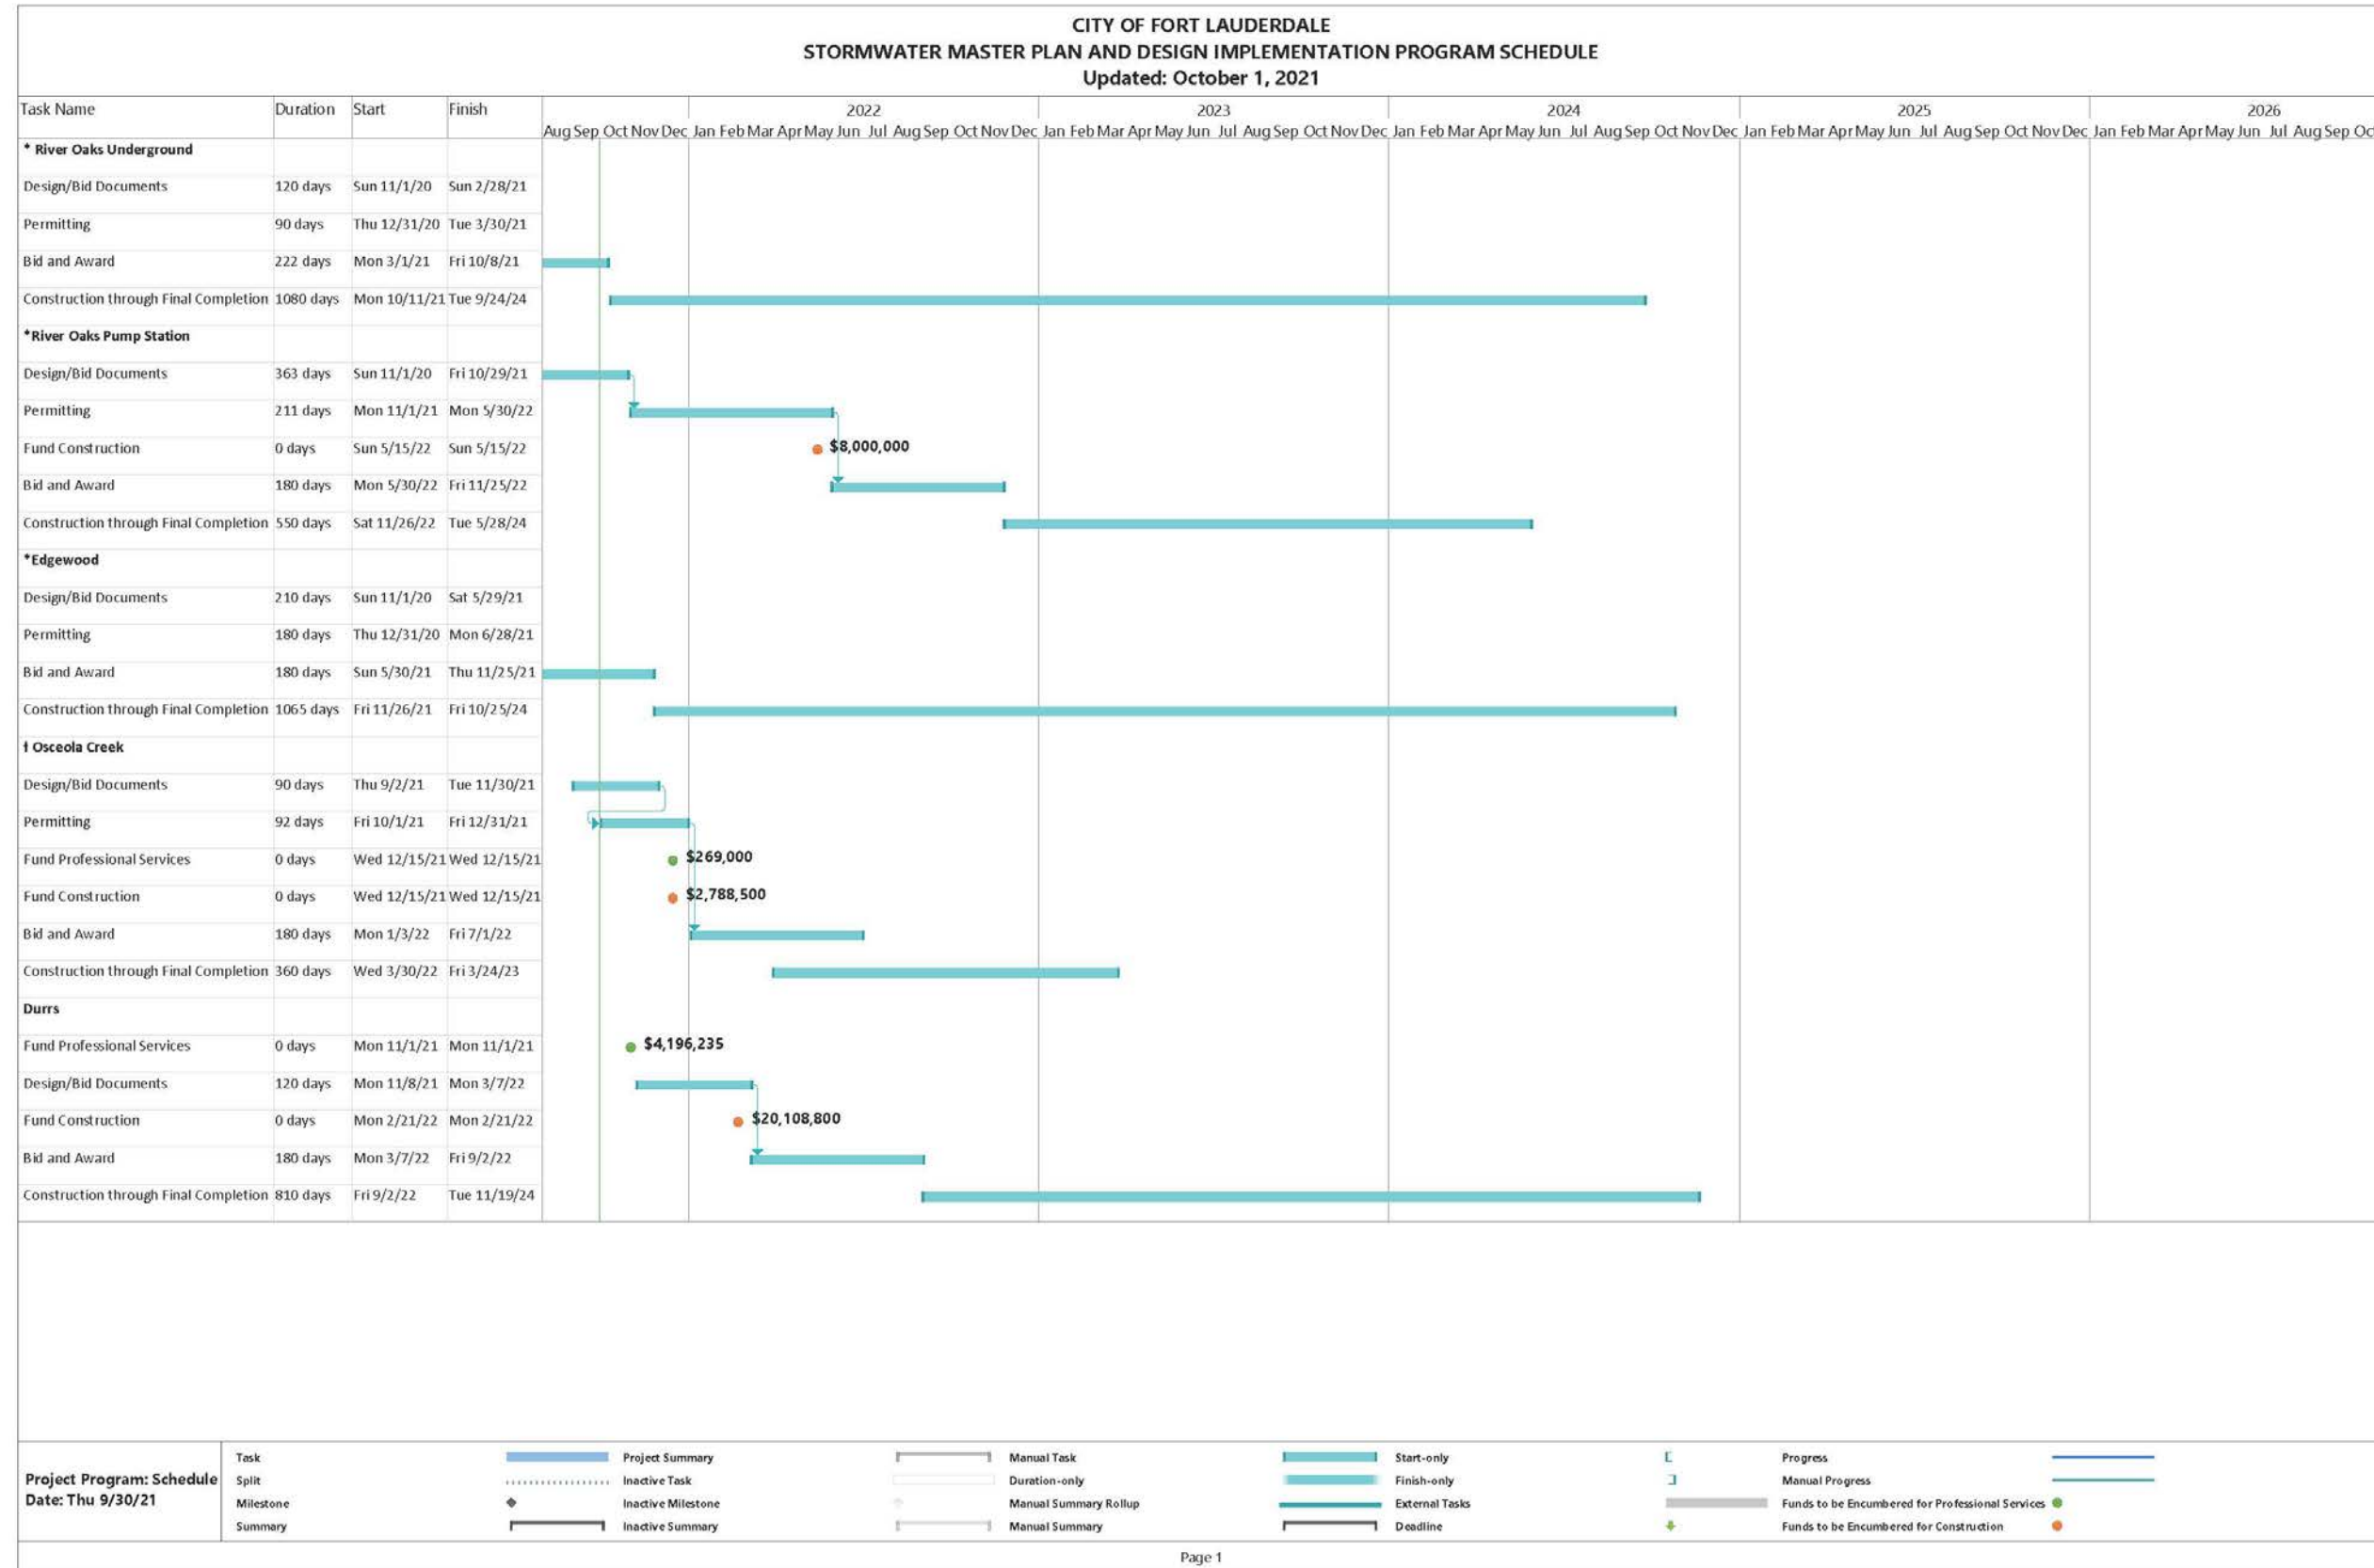 CITY OF FORT LAUDERDALE
STORMWATER MASTER PLAN AND DESIGN IMPLEMENTATION PROGRAM SCHEDULE
Updated: October 1, 2021
Task Name Duration Start Finish 2022 2023 2024 2025 2026
Aug Sep Oct Nov Dec Jan Feb Mar Apr May Jun Jul Aug Sep Oct Nov Dec Jan Feb Mar Apr May Jun Jul Aug Sep Oct Nov Dec Jan Feb Mar Apr May Jun Jul Aug Sep Oct Nov Dec Jan Feb Mar Apr May Jun Jul Aug Sep Oct Nov Dec Jan Feb Mar Apr May Jun Jul Aug Sep Oc
* River Oaks Underground
Design/Bid Documents 120 days Sun 11/1/20 Sun 2/28/21
Permitting 90 days Thu 12/31/20 Tue 3/30/21
Bid and Award 222 days Mon 3/1/21 Fri 10/8/21
Construction through Final Completion 1080 days Mon 10/11/21 Tue 9/24/24
*River Oaks Pump Station
Design/Bid Documents 363 days Sun 11/1/20 Fri 10/29/21
Permitting 211 days Mon 11/1/21 Mon 5/30/22
Fund Construction 0 days Sun 5/15/22 Sun 5/15/22 $8,000,000
Bid and Award 180 days Mon 5/30/22 Fri 11/25/22
Construction through Final Completion 550 days Sat 11/26/22 Tue 5/28/24
*Edgewood
Design/Bid Documents 210 days Sun 11/1/20 Sat 5/29/21
Permitting 180 days Thu 12/31/20 Mon 6/28/21
Bid and Award 180 days Sun 5/30/21 Thu 11/25/21
Construction through Final Completion 1065 days Fri 11/26/21 Fri 10/25/24
ꝉ Osceola Creek
Design/Bid Documents 90 days Thu 9/2/21 Tue 11/30/21
Permitting 92 days Fri 10/1/21 Fri 12/31/21
Fund Professional Services 0 days Wed 12/15/21 Wed 12/15/21 $269,000
Fund Construction 0 days Wed 12/15/21 Wed 12/15/21 $2,788,500
Bid and Award 180 days Mon 1/3/22 Fri 7/1/22
Construction through Final Completion 360 days Wed 3/30/22 Fri 3/24/23
Durrs
Fund Professional Services 0 days Mon 11/1/21 Mon 11/1/21 $4,196,235
Design/Bid Documents 120 days Mon 11/8/21 Mon 3/7/22
Fund Construction 0 days Mon 2/21/22 Mon 2/21/22 $20,108,800
Bid and Award 180 days Mon 3/7/22 Fri 9/2/22
Construction through Final Completion 810 days Fri 9/2/22 Tue 11/19/24
Project Program: Schedule
Date: Thu 9/30/21
Task Project Summary Manual Task Start-only Progress
Split Inactive Task Duration-only Finish-only Manual Progress
Milestone Inactive Milestone Manual Summary Rollup External Tasks Funds to be Encumbered for Professional Services
Summary Inactive Summary Manual Summary Deadline Funds to be Encumbered for Construction
Page 1